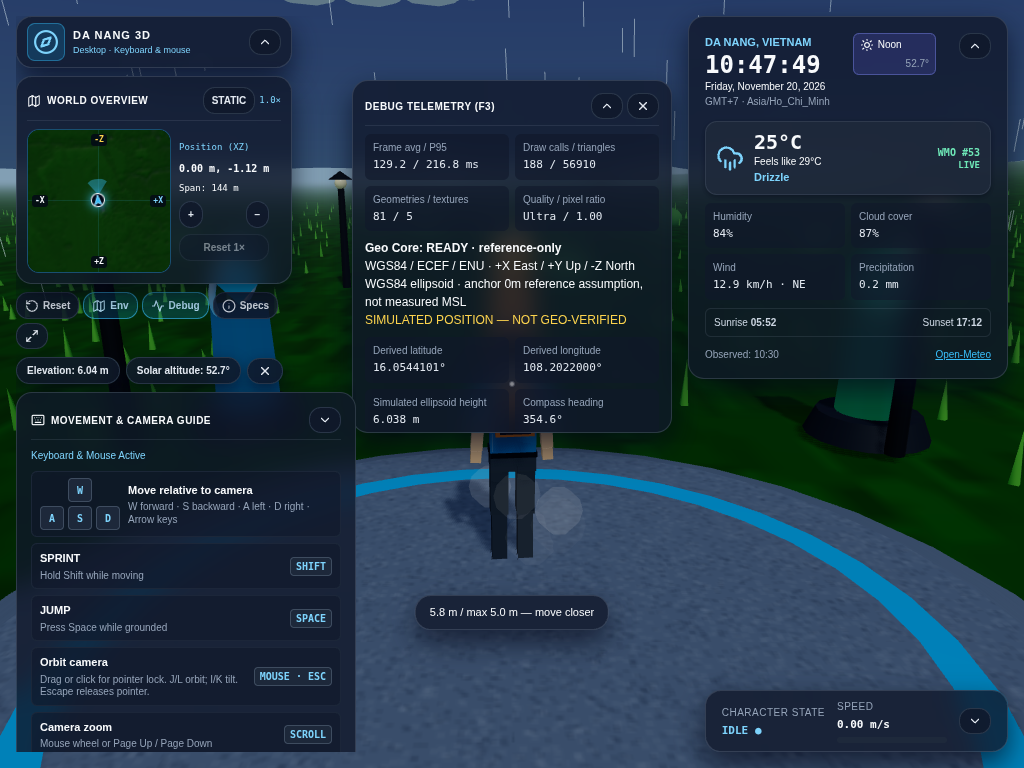 DA NANG 3D
Desktop · Keyboard & mouse
WORLD OVERVIEW
STATIC
1.0×
-Z
-X
+X
+Z
Position (XZ)
0.00 m, -1.12 m
Span: 144 m
+
−
Reset 1×
Reset
Env
Debug
Specs
Elevation: 6.04 m
Solar altitude: 52.7°
MOVEMENT & CAMERA GUIDE
Keyboard & Mouse Active
W
A
S
D
Move relative to camera
W forward · S backward · A left · D right ·
Arrow keys
SPRINT
Hold Shift while moving
SHIFT
JUMP
Press Space while grounded
SPACE
Orbit camera
Drag or click for pointer lock. J/L orbit; I/K tilt.
Escape releases pointer.
MOUSE · ESC
Camera zoom
Mouse wheel or Page Up / Page Down
SCROLL
DEBUG TELEMETRY (F3)
Frame avg / P95
129.2 / 216.8 ms
Draw calls / triangles
188 / 56910
Geometries / textures
81 / 5
Quality / pixel ratio
Ultra / 1.00
Geo Core: READY · reference-only
WGS84 / ECEF / ENU · +X East / +Y Up / -Z North
WGS84 ellipsoid · anchor 0m reference assumption,
not measured MSL
SIMULATED POSITION — NOT GEO-VERIFIED
Derived latitude
16.0544101°
Derived longitude
108.2022000°
Simulated ellipsoid height
6.038 m
Compass heading
354.6°
5.8 m / max 5.0 m — move closer
DA NANG, VIETNAM
10:47:49
Friday, November 20, 2026
GMT+7 · Asia/Ho_Chi_Minh
Noon
52.7°
25°C
Feels like 29°C
Drizzle
WMO #53
LIVE
Humidity
84%
Cloud cover
87%
Wind
12.9 km/h · NE
Precipitation
0.2 mm
Sunrise 05:52
Sunset 17:12
Observed: 10:30
Open-Meteo
CHARACTER STATE
IDLE ●
SPEED
0.00 m/s